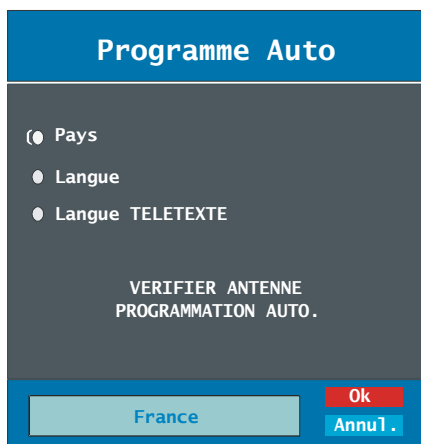 Programme Auto
Pays
Langue
Langue TELETEXTE
VERIFIER ANTENNE
PROGRAMMATION AUTO.
France
Ok
Annul.